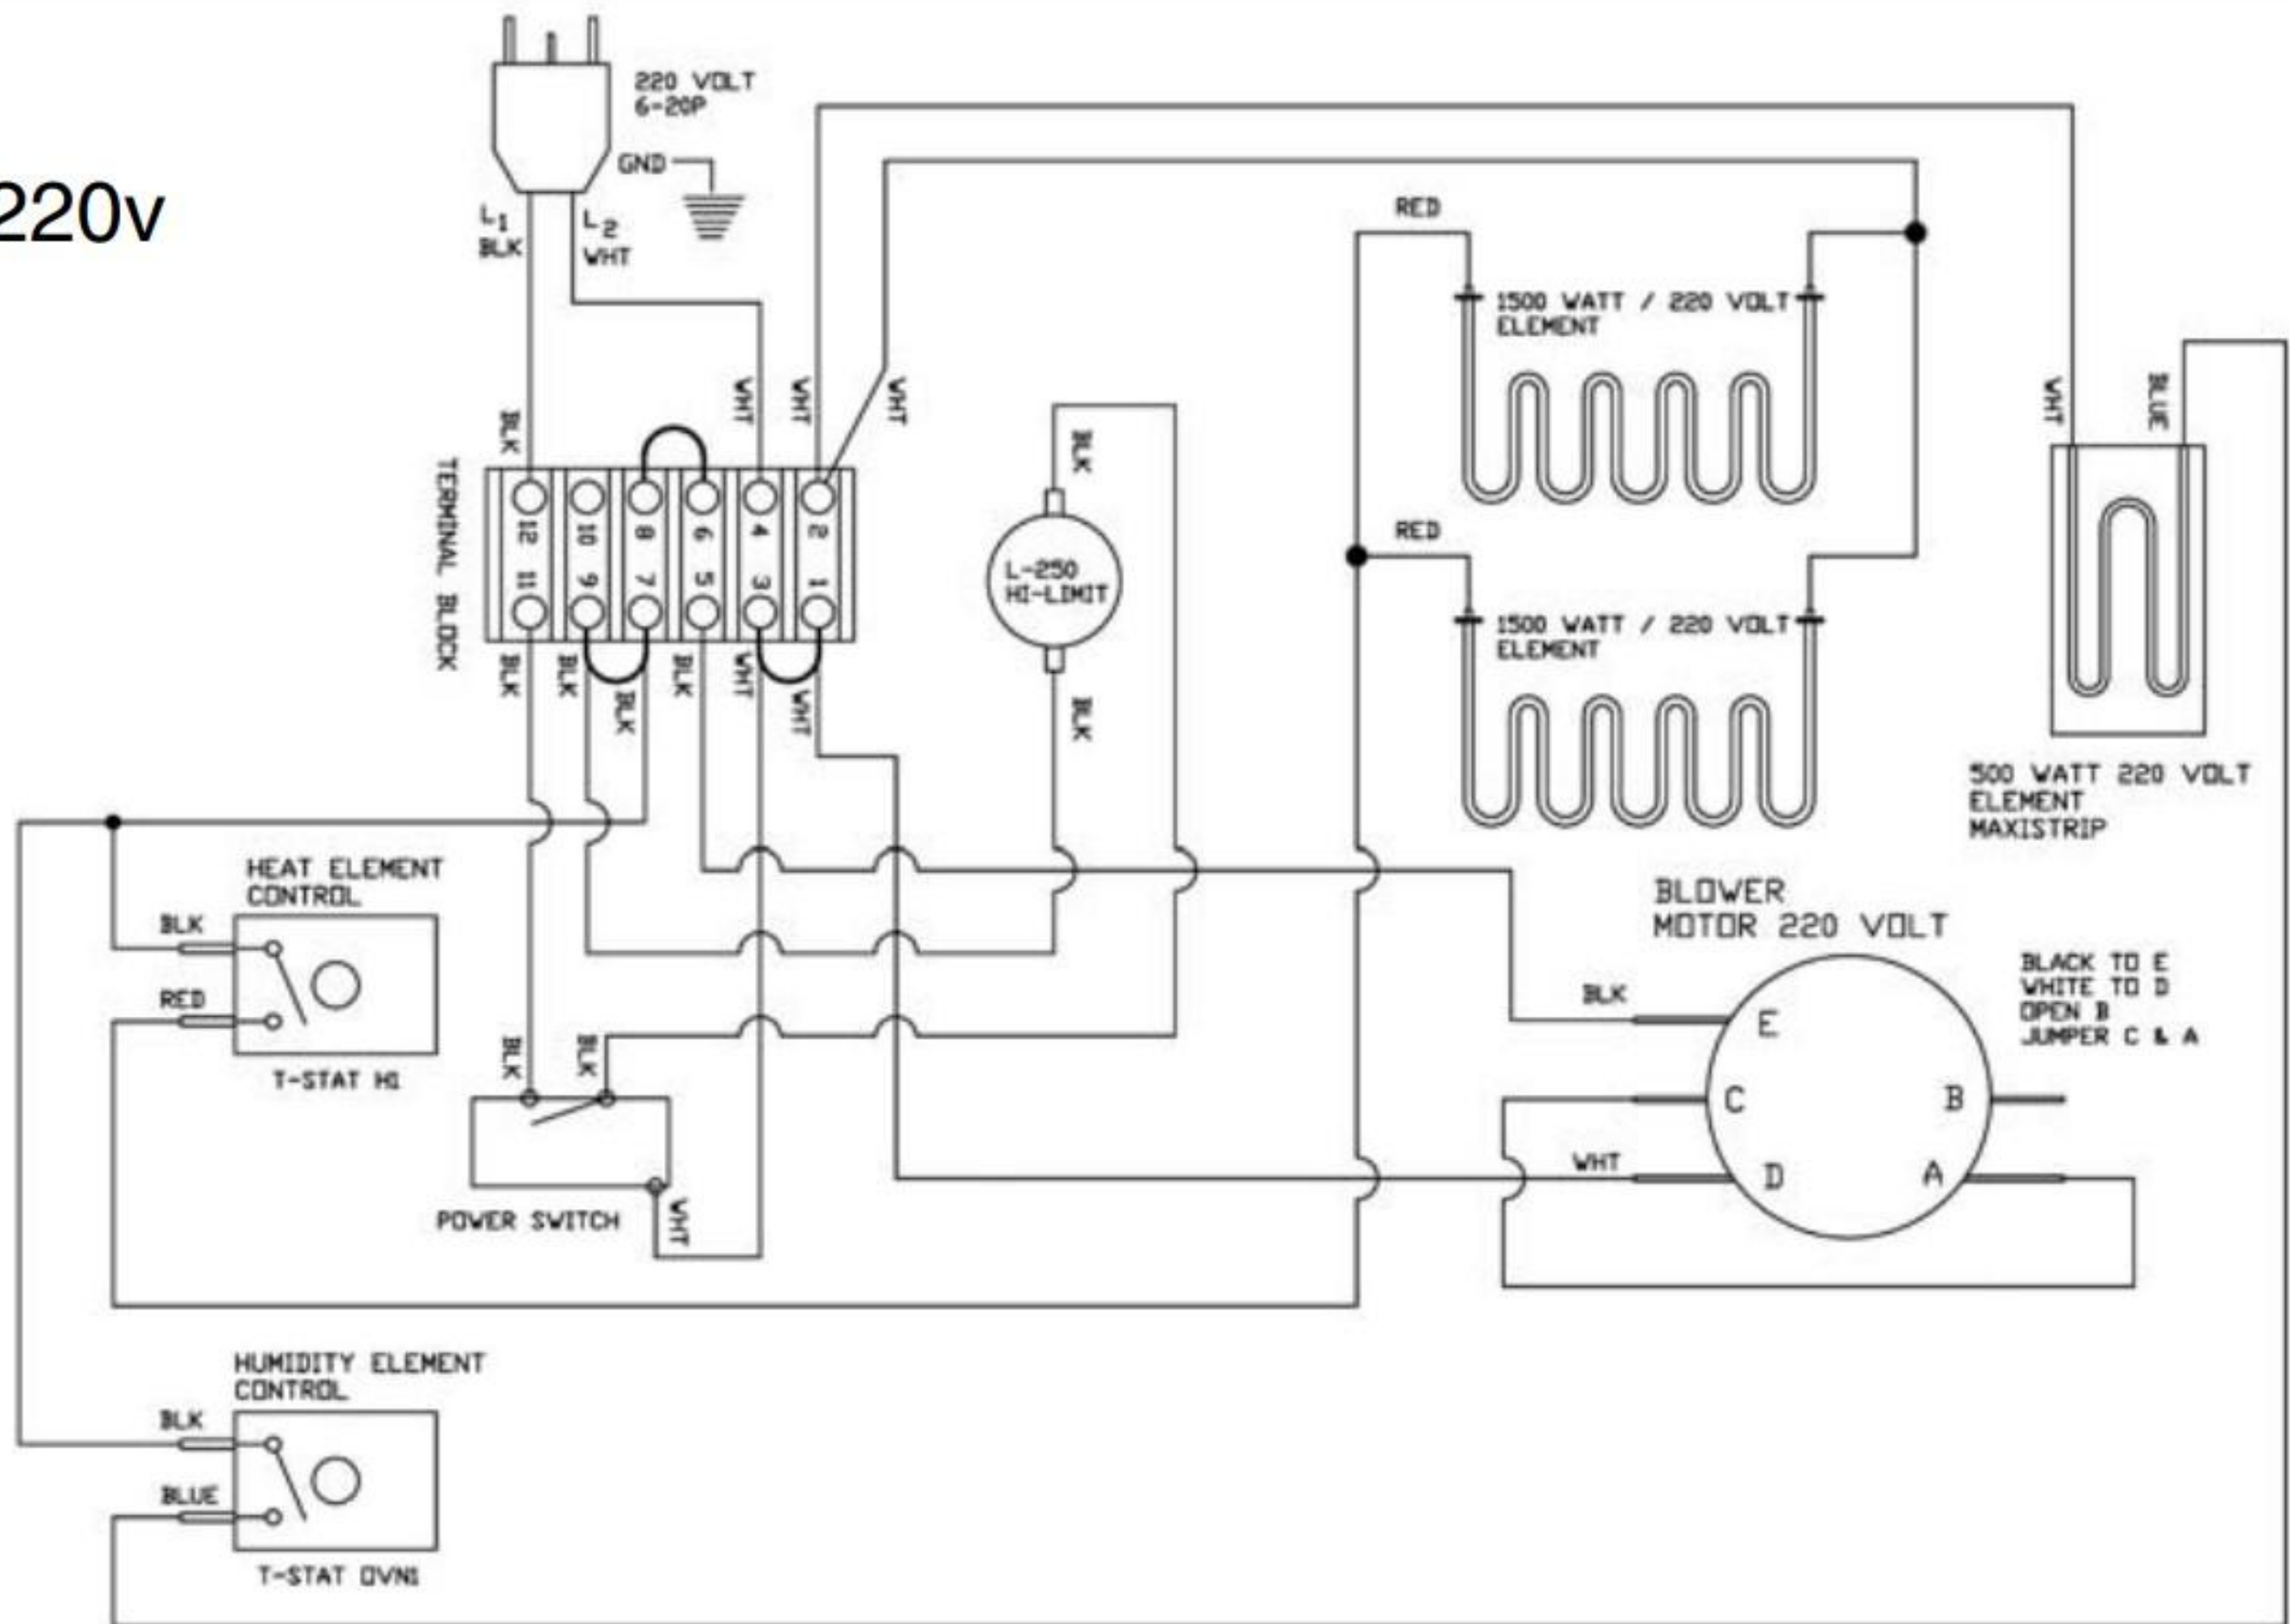 220v
220 VOLT
6-20P
GND
L1
BLK
L2
WHT
RED
1500 WATT / 220 VOLT
ELEMENT
RED
1500 WATT / 220 VOLT
ELEMENT
WHT
BLUE
500 WATT 220 VOLT
ELEMENT
MAXISTRIP
BLK
WHT
WHT
WHT
TERMINAL BLOCK
12 10 8 6 4 2
11 9 7 5 3 1
BLK
BLK
BLK
BLK
WHT
WHT
BLK
L-250
HI-LIMIT
BLK
HEAT ELEMENT
CONTROL
BLK
RED
T-STAT H1
BLK
BLK
POWER SWITCH
WHT
BLOWER
MOTOR 220 VOLT
BLACK TO E
WHITE TO D
OPEN B
JUMPER C & A
BLK
E
C
B
WHT
D
A
HUMIDITY ELEMENT
CONTROL
BLK
BLUE
T-STAT OVN1